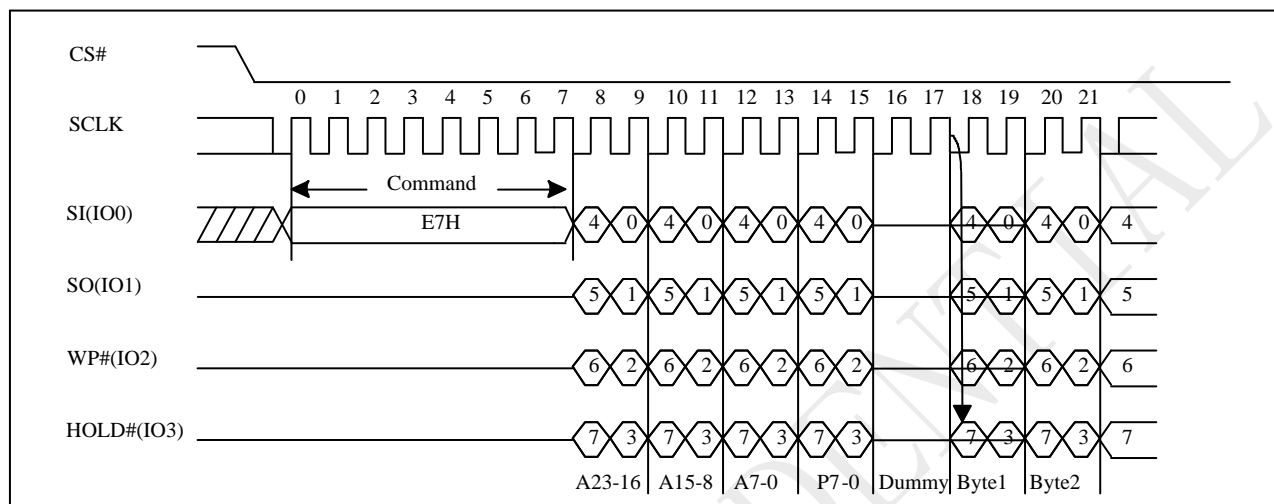 CS#
0 1 2 3 4 5 6 7 8 9 10 11 12 13 14 15 16 17 18 19 20 21
SCLK
Command
SI(IO0) E7H 4 0 4 0 4 0 4 0 4 0 4 0 4
SO(IO1) 5 1 5 1 5 1 5 1 5 1 5 1 5
WP#(IO2) 6 2 6 2 6 2 6 2 6 2 6 2 6
HOLD#(IO3) 7 3 7 3 7 3 7 3 7 3 7 3 7
A23-16 A15-8 A7-0 P7-0 Dummy Byte1 Byte2
DENTIAL